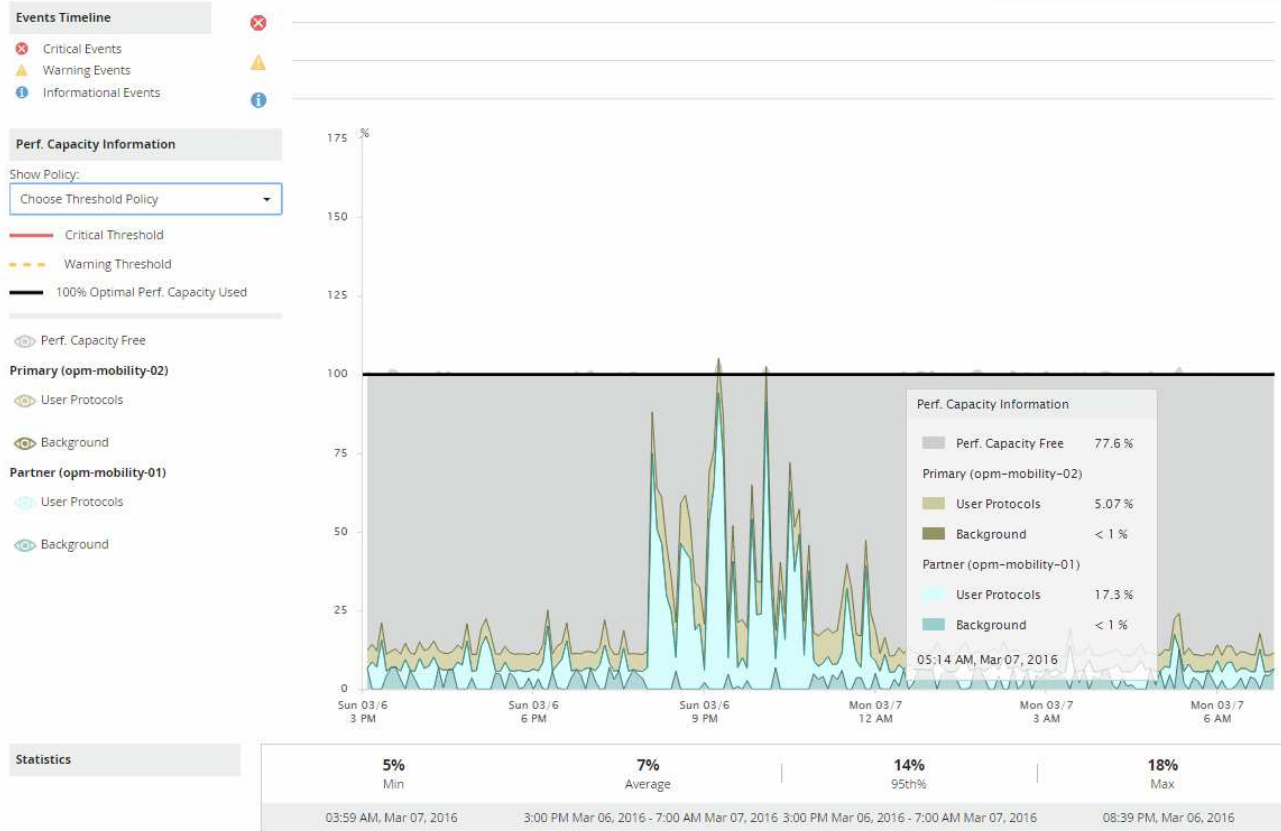 Events Timeline
Critical Events
Warning Events
Informational Events
Perf. Capacity Information
Show Policy:
Choose Threshold Policy
Critical Threshold
Warning Threshold
100% Optimal Perf. Capacity Used
Perf. Capacity Free
Primary (opm-mobility-02)
User Protocols
Background
Partner (opm-mobility-01)
User Protocols
Background
175 %
150
125
100
75
50
25
0
Sun 03/6 Sun 03/6 Sun 03/6 Mon 03/7 Mon 03/7 Mon 03/7
3 PM 6 PM 9 PM 12 AM 3 AM 6 AM
Perf. Capacity Information
Perf. Capacity Free 77.6 %
Primary (opm-mobility-02)
User Protocols 5.07 %
Background < 1 %
Partner (opm-mobility-01)
User Protocols 17.3 %
Background < 1 %
05:14 AM, Mar 07, 2016
Statistics
5% 7% 14% 18%
Min Average 95th% Max
03:59 AM, Mar 07, 2016 3:00 PM Mar 06, 2016 - 7:00 AM Mar 07, 2016 3:00 PM Mar 06, 2016 - 7:00 AM Mar 07, 2016 08:39 PM, Mar 06, 2016